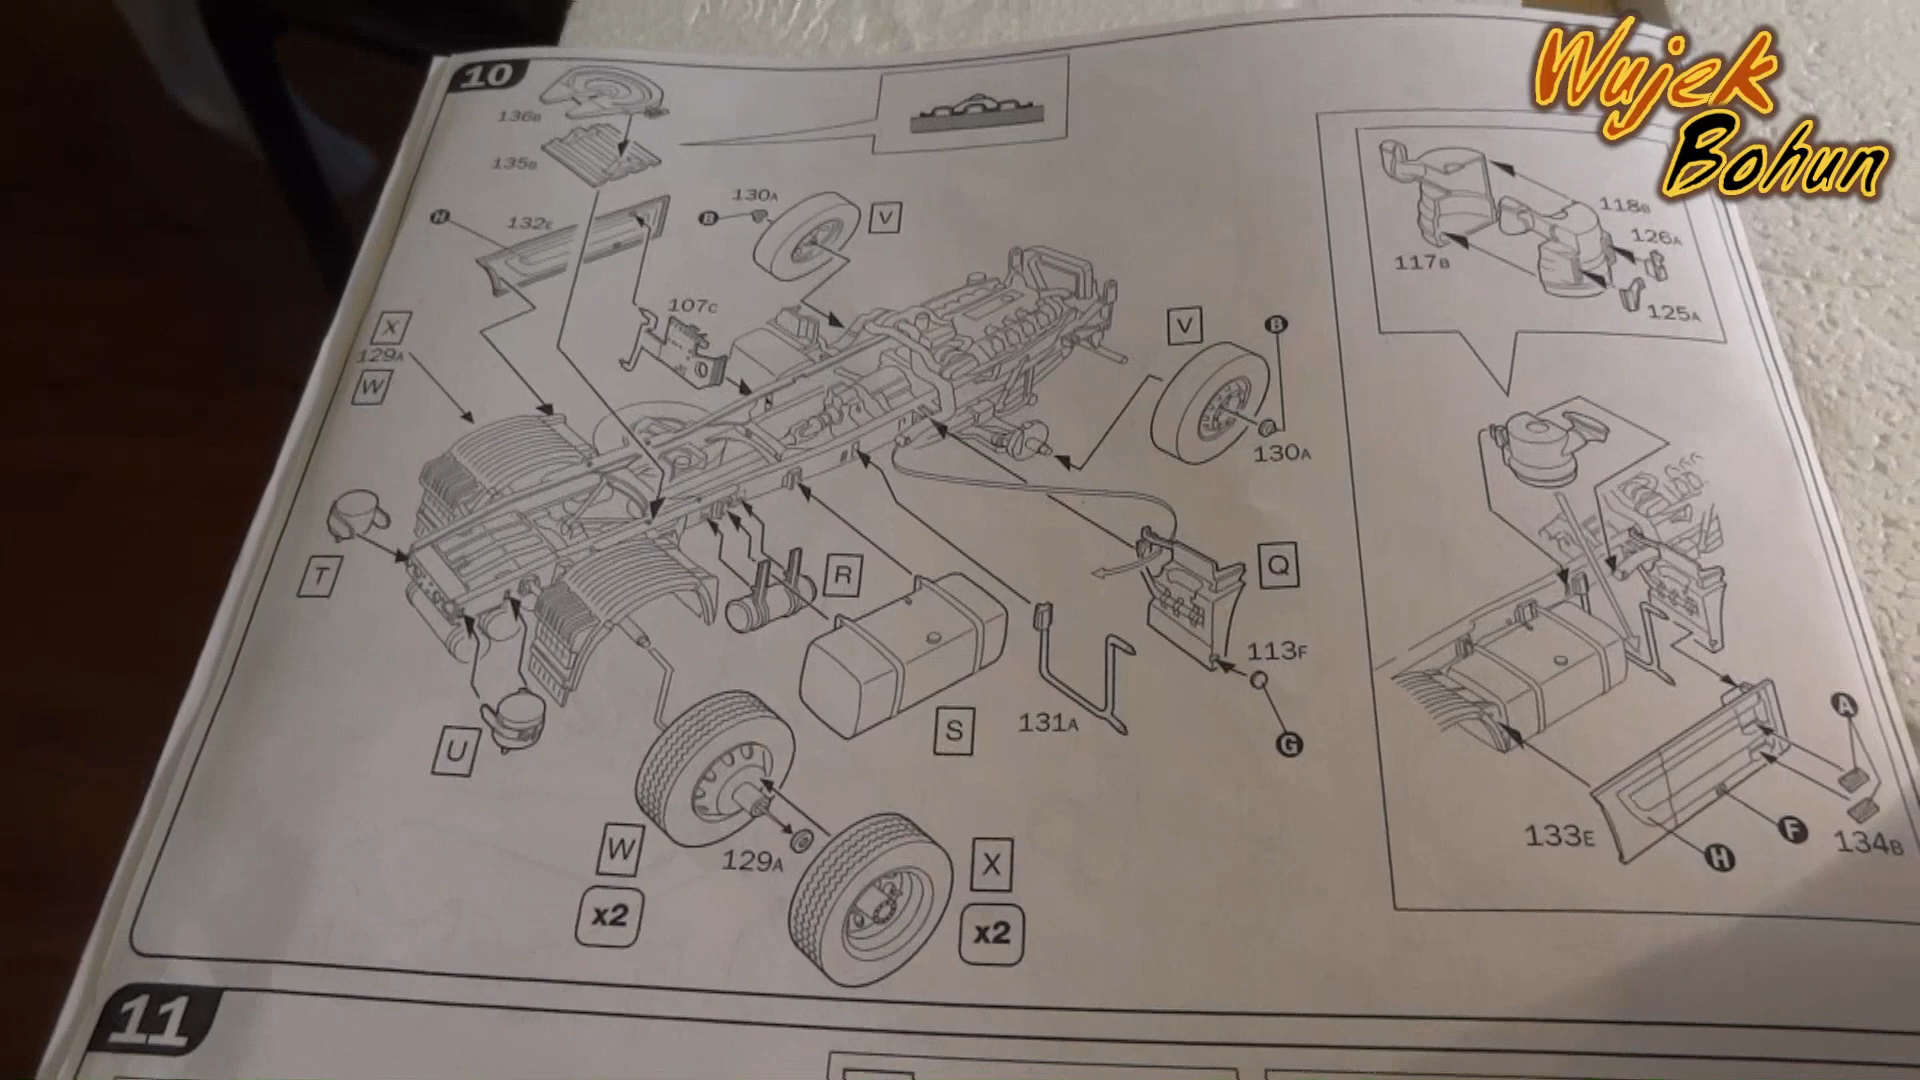 10
136B
135B
H
132E
B
130A
V
107C
X
129A
W
V
B
130A
T
R
Q
U
S
131A
113F
G
W
x2
129A
X
x2
117B
118B
126A
125A
A
133E
F
134B
H
11
Wujek
Bohun